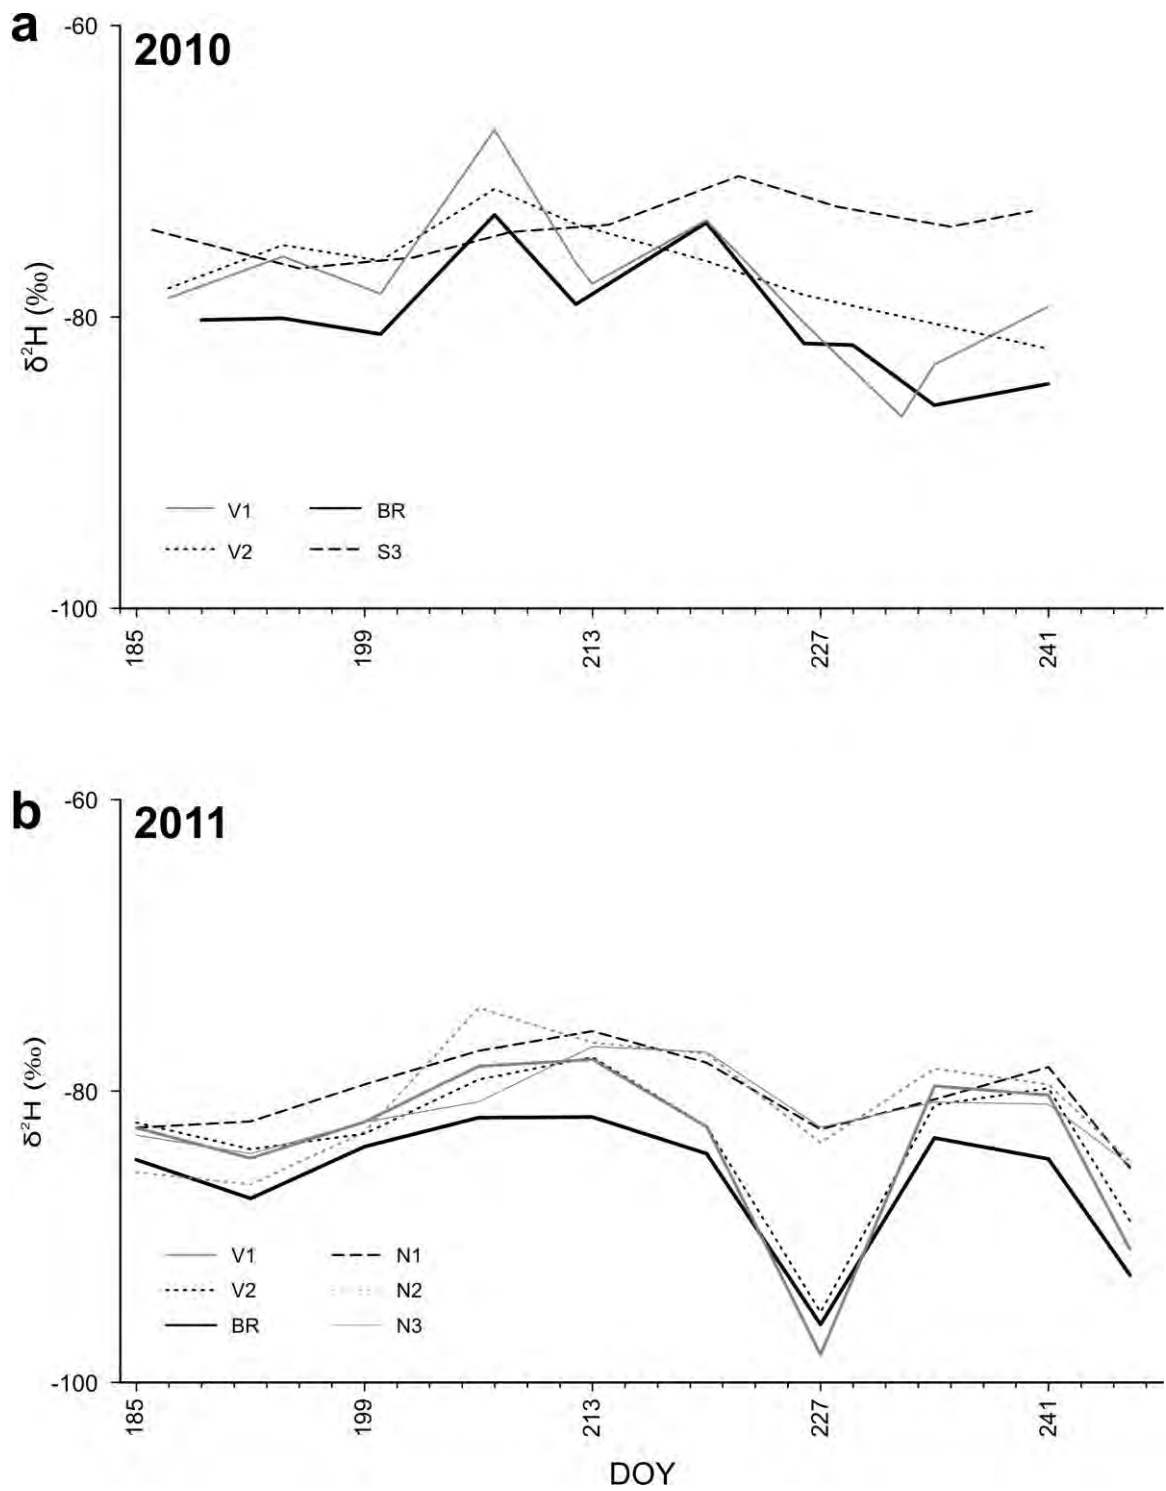 a
2010
-60
-80
-100
δ²H (‰)
V1 BR
V2 S3
185 199 213 227 241
b
2011
-60
-80
-100
δ²H (‰)
V1 N1
V2 N2
BR N3
185 199 213 227 241
DOY